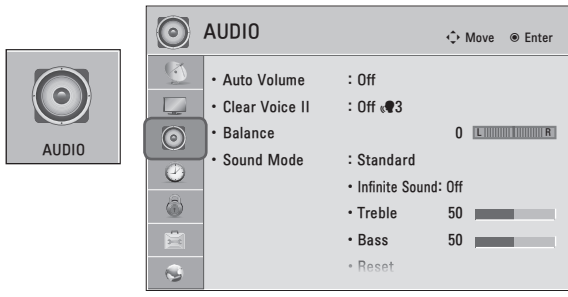 AUDIO
AUDIO
Move Enter
• Auto Volume : Off
• Clear Voice II : Off 3
• Balance 0 L R
• Sound Mode : Standard
• Infinite Sound: Off
• Treble 50
• Bass 50
• Reset